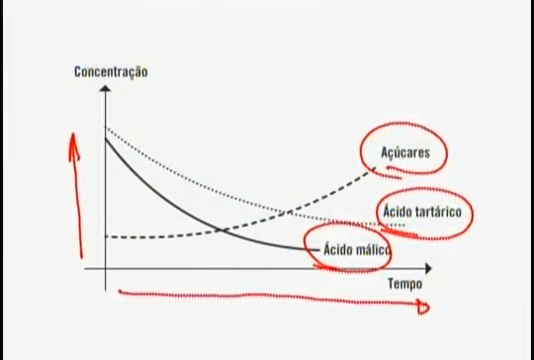 Concentração
Açúcares
Ácido tartárico
Ácido málico
Tempo